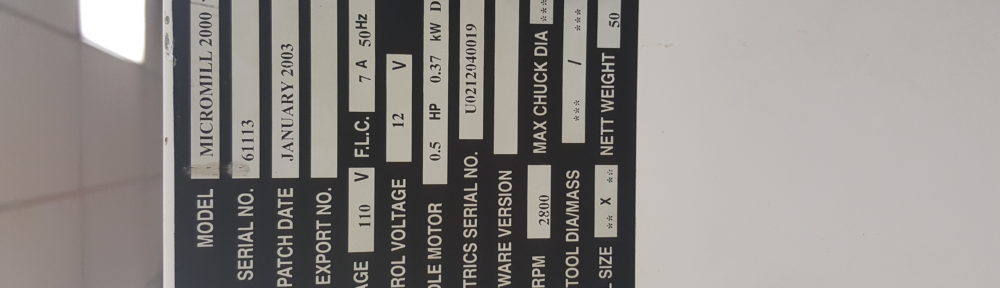 MODEL MICROMILL 2000
SERIAL NO. 61113
PATCH DATE JANUARY 2003
EXPORT NO.
AGE 110 V F.L.C. 7 A 50Hz
ROL VOLTAGE 12 V
LE MOTOR 0.5 HP 0.37 kW D
TRICS SERIAL NO. U0212040019
WARE VERSION
RPM 2800 MAX CHUCK DIA ***
TOOL DIA/MASS *** / ***
SIZE ** X ** NETT WEIGHT 50